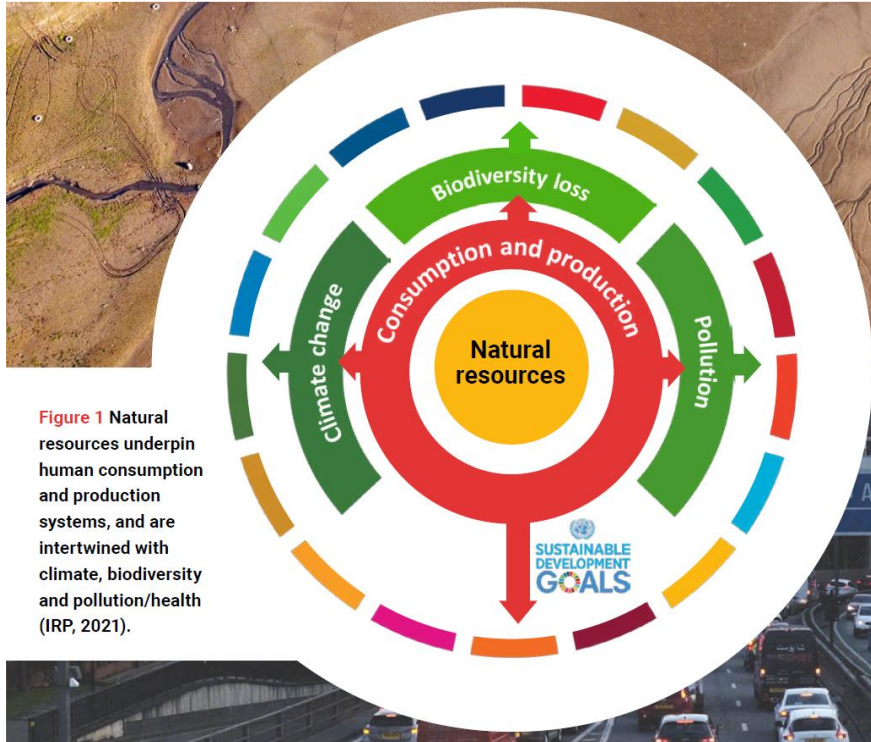 Biodiversity loss
Consumption and production
Climate change
Pollution
Natural
resources
Figure 1 Natural
resources underpin
human consumption
and production
systems, and are
intertwined with
climate, biodiversity
and pollution/health
(IRP, 2021).
SUSTAINABLE
DEVELOPMENT
GOALS